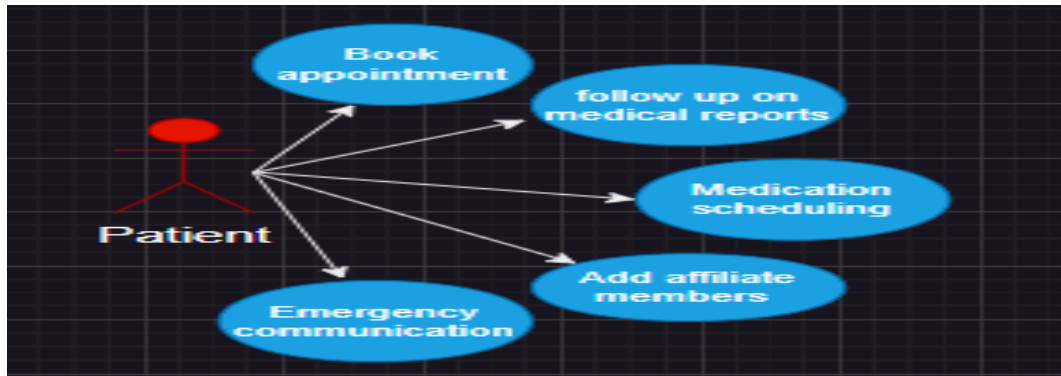 Book
appointment
follow up on
medical reports
Medication
scheduling
Patient
Add affiliate
members
Emergency
communication